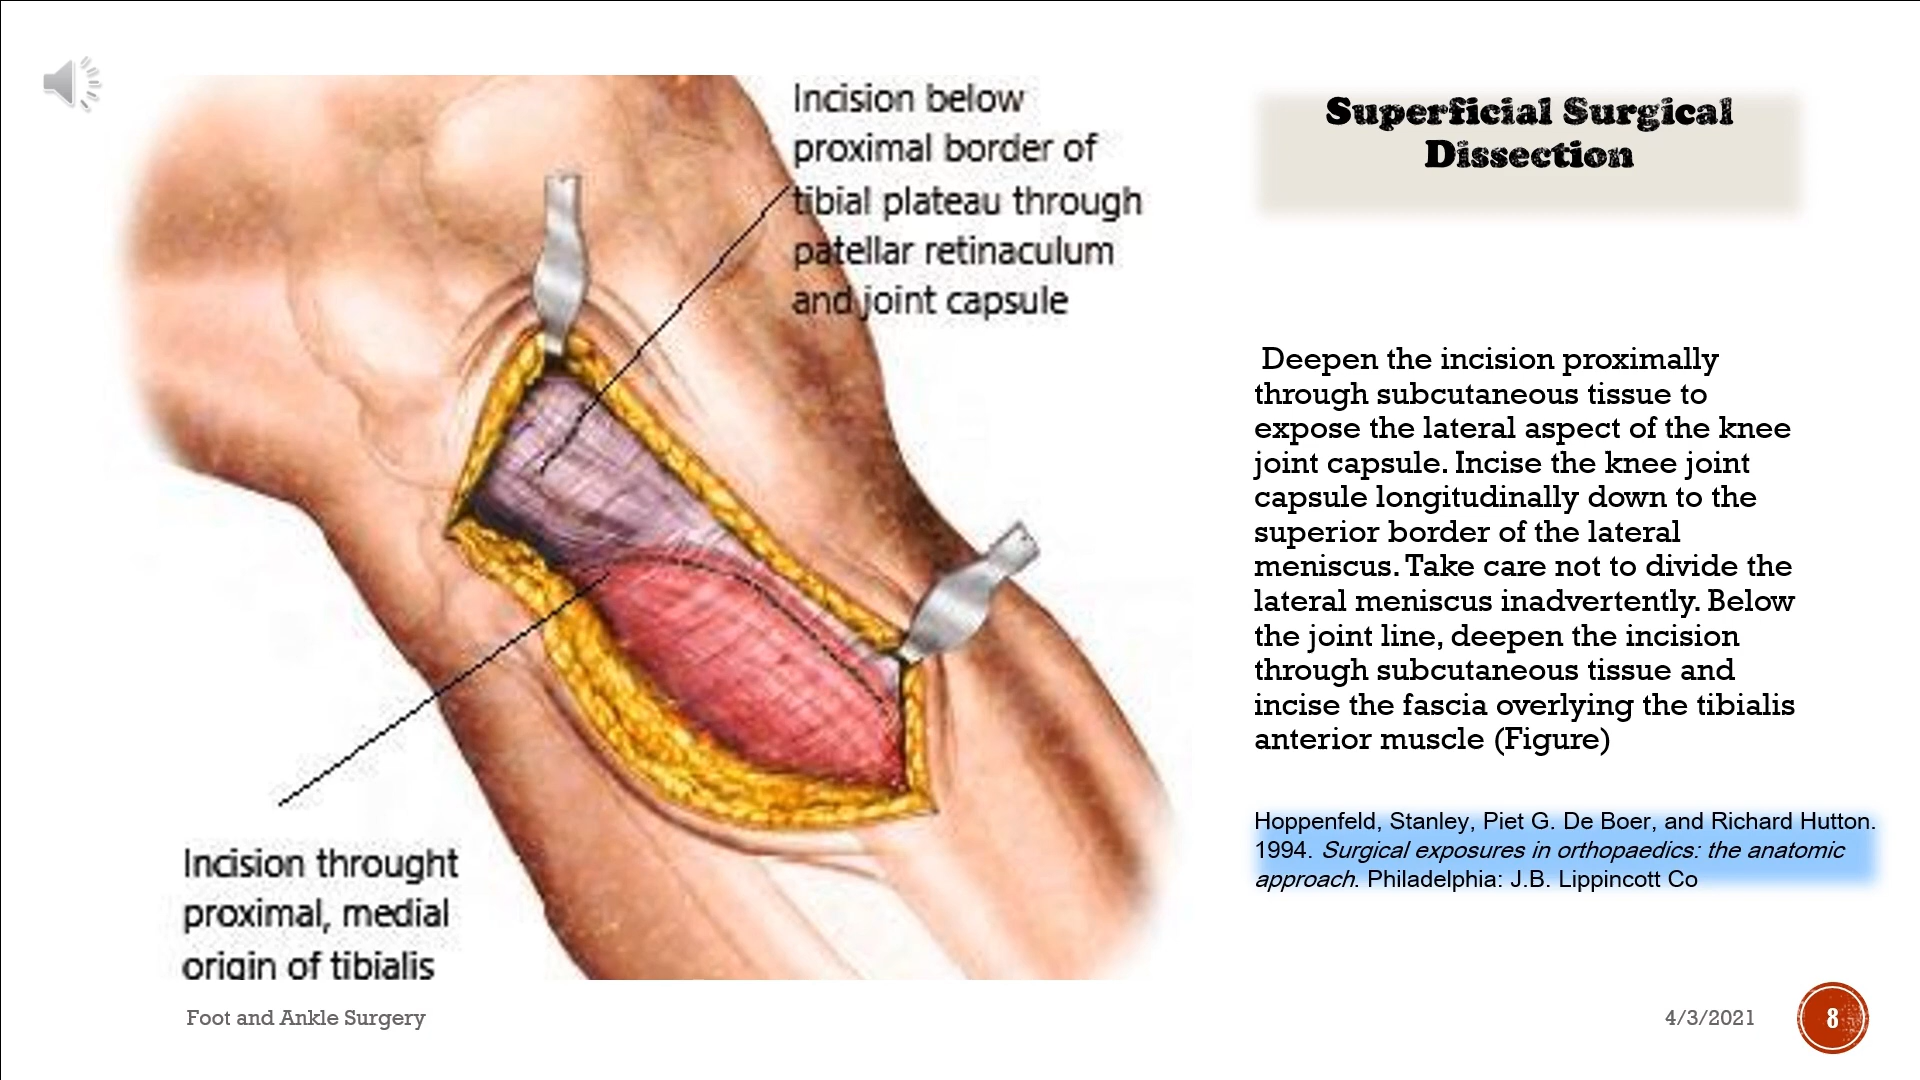 Superficial Surgical
Dissection
Incision below
proximal border of
tibial plateau through
patellar retinaculum
and joint capsule
Incision throught
proximal, medial
origin of tibialis
Deepen the incision proximally
through subcutaneous tissue to
expose the lateral aspect of the knee
joint capsule. Incise the knee joint
capsule longitudinally down to the
superior border of the lateral
meniscus. Take care not to divide the
lateral meniscus inadvertently. Below
the joint line, deepen the incision
through subcutaneous tissue and
incise the fascia overlying the tibialis
anterior muscle (Figure)
Hoppenfeld, Stanley, Piet G. De Boer, and Richard Hutton.
1994. Surgical exposures in orthopaedics: the anatomic
approach. Philadelphia: J.B. Lippincott Co
Foot and Ankle Surgery
4/3/2021
8